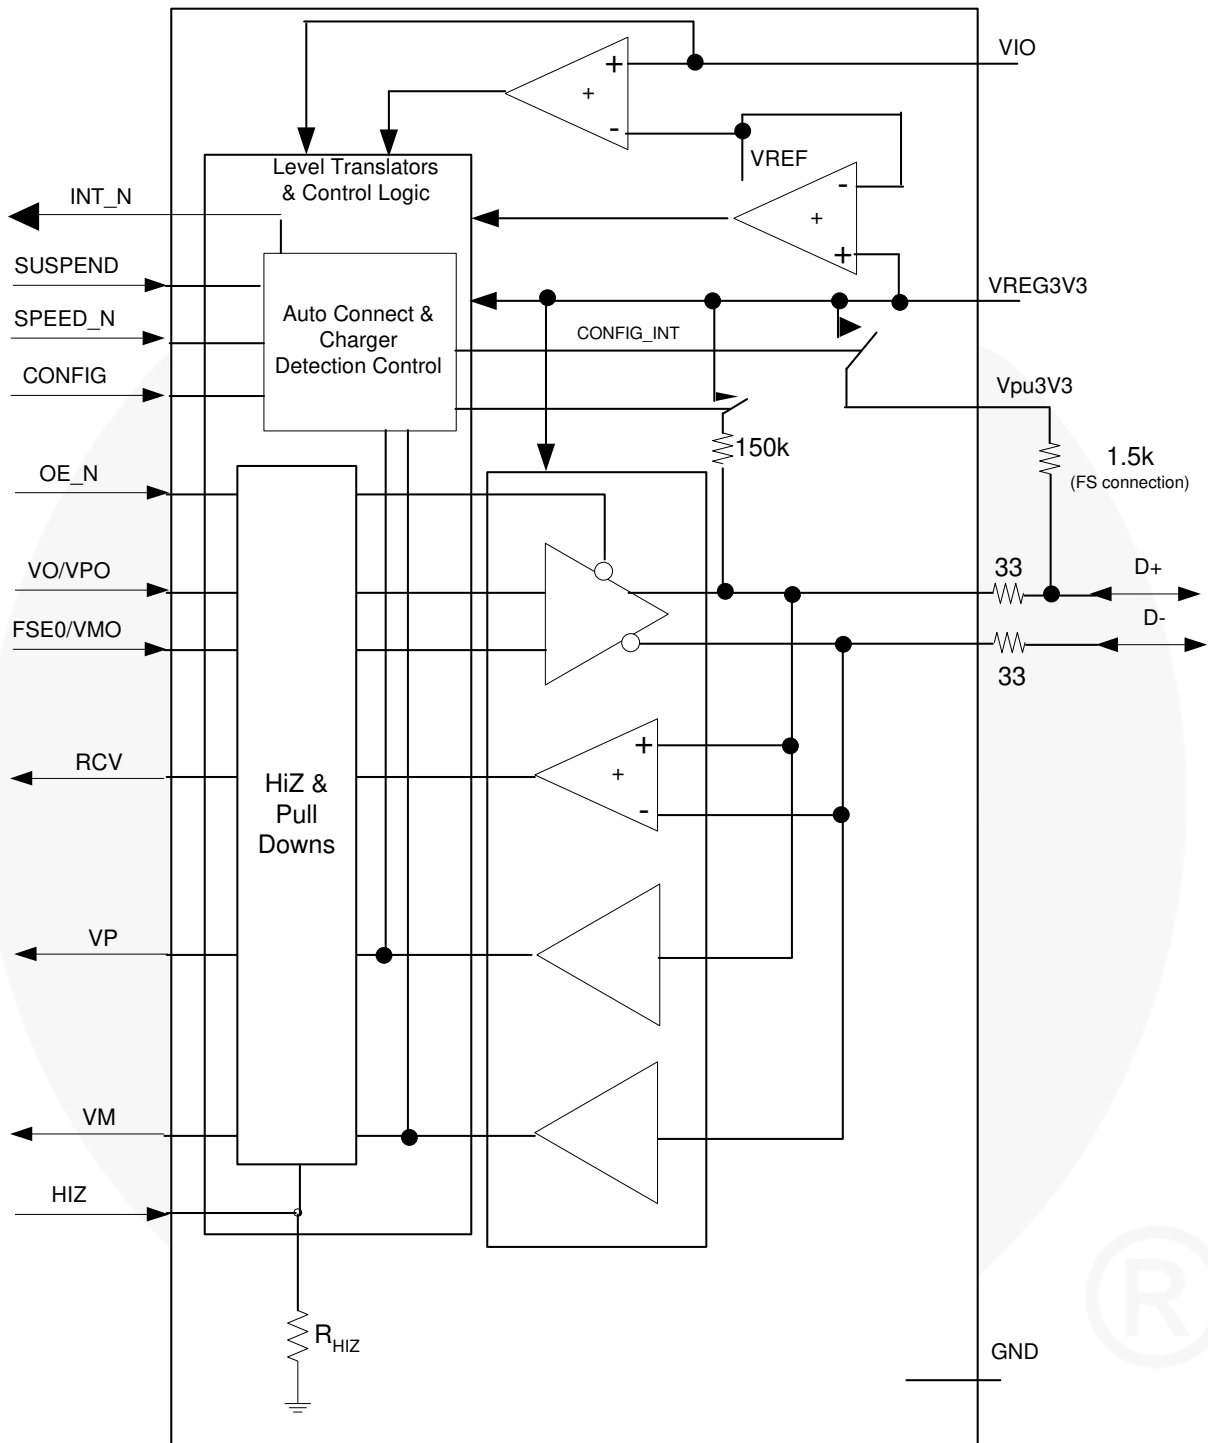 VIO
+
+
-
VREF
-
+
+
Level Translators
& Control Logic
INT_N
SUSPEND
VREG3V3
SPEED_N
Auto Connect &
Charger
Detection Control
CONFIG_INT
CONFIG
Vpu3V3
150k
1.5k
(FS connection)
OE_N
VO/VPO
33
D+
FSE0/VMO
D-
33
RCV
+
+
-
HiZ &
Pull
Downs
VP
VM
HIZ
RHIZ
GND
®